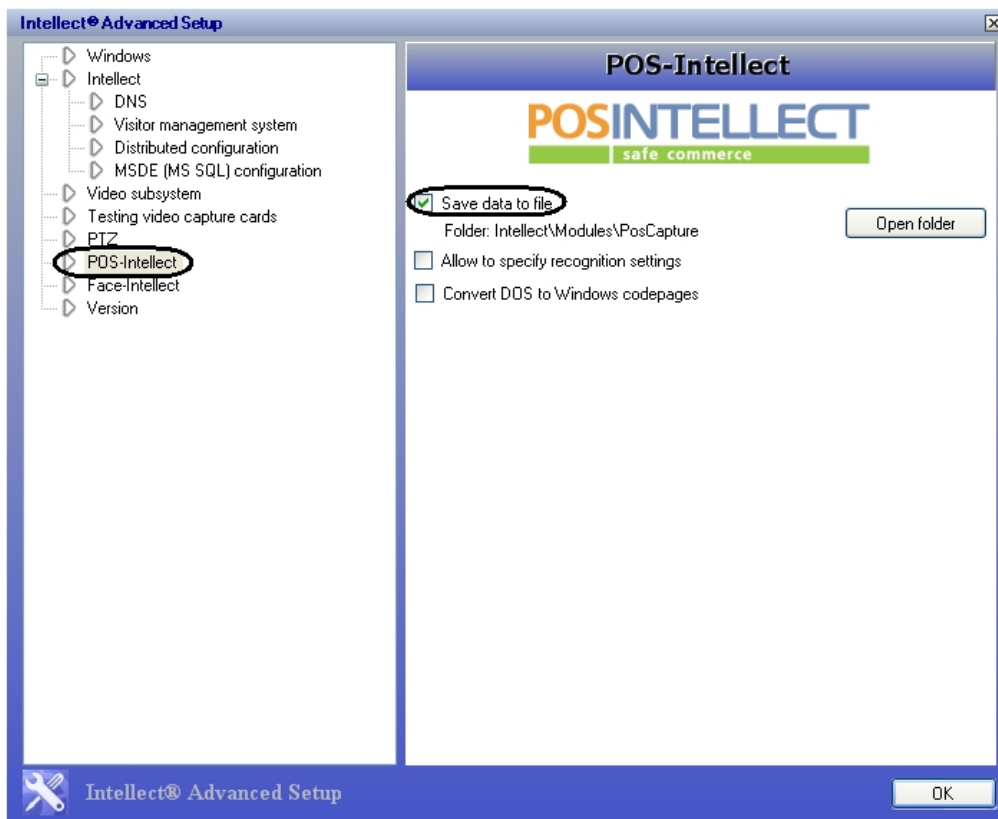 Intellect® Advanced Setup
Windows
Intellect
DNS
Visitor management system
Distributed configuration
MSDE (MS SQL) configuration
Video subsystem
Testing video capture cards
PTZ
POS-Intellect
Face-Intellect
Version
POS-Intellect
POSINTELLECT
safe commerce
Save data to file
Folder: Intellect\Modules\PosCapture
Open folder
Allow to specify recognition settings
Convert DOS to Windows codepages
Intellect® Advanced Setup
OK